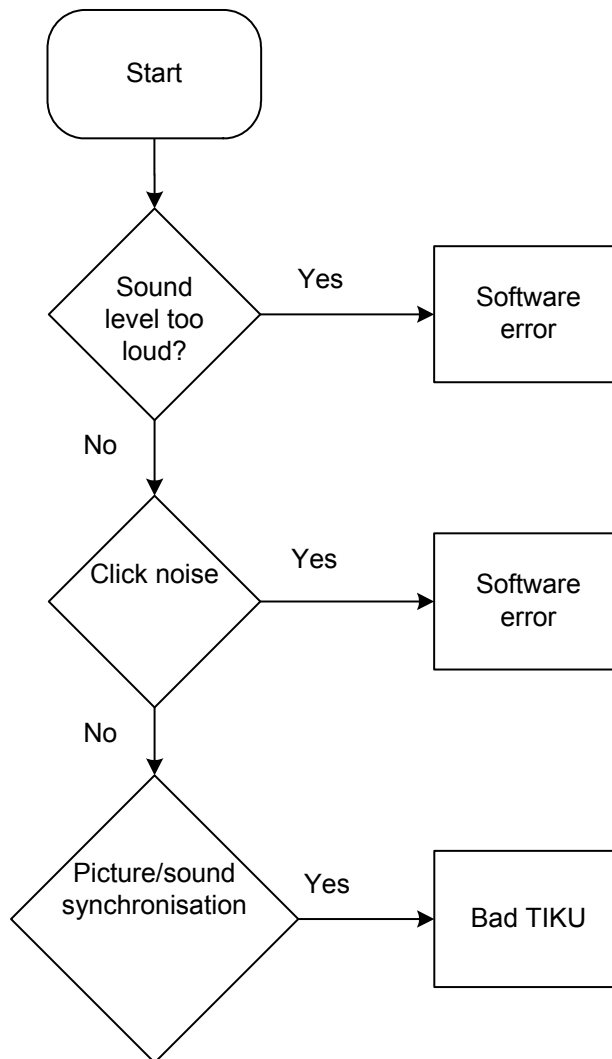 Start
Sound
level too
loud?
Yes
Software
error
No
Click noise
Yes
Software
error
No
Picture/sound
synchronisation
Yes
Bad TIKU